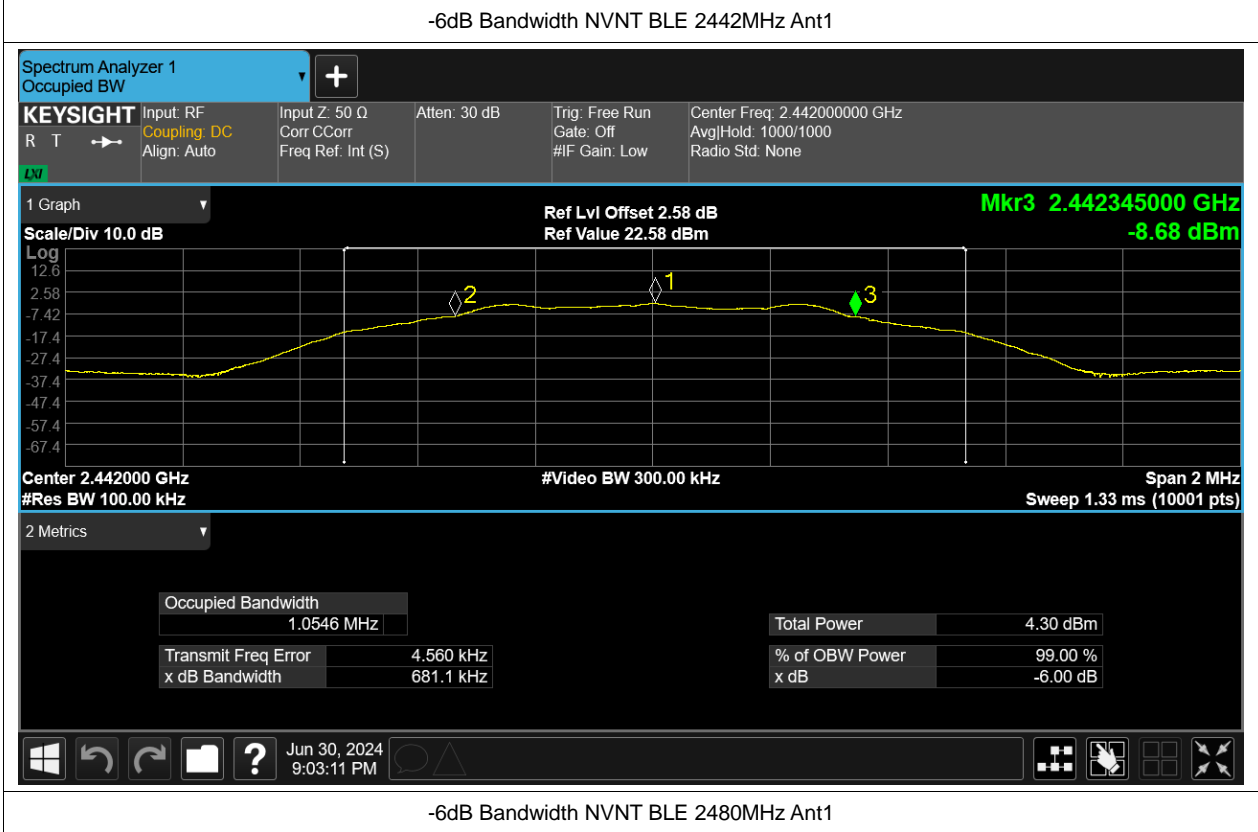 -6dB Bandwidth NVNT BLE 2442MHz Ant1
Spectrum Analyzer 1
Occupied BW
KEYSIGHT Input: RF Input Z: 50 Ω Atten: 30 dB Trig: Free Run Center Freq: 2.442000000 GHz
R T Coupling: DC Corr CCorr Gate: Off Avg|Hold: 1000/1000
Align: Auto Freq Ref: Int (S) #IF Gain: Low Radio Std: None
LXI
1 Graph Ref Lvl Offset 2.58 dB Mkr3 2.442345000 GHz
Scale/Div 10.0 dB Ref Value 22.58 dBm -8.68 dBm
Log
12.6
2.58
-7.42
-17.4
-27.4
-37.4
-47.4
-57.4
-67.4
2
1
3
Center 2.442000 GHz #Video BW 300.00 kHz Span 2 MHz
#Res BW 100.00 kHz Sweep 1.33 ms (10001 pts)
2 Metrics
Occupied Bandwidth
1.0546 MHz Total Power 4.30 dBm
Transmit Freq Error 4.560 kHz % of OBW Power 99.00 %
x dB Bandwidth 681.1 kHz x dB -6.00 dB
Jun 30, 2024
9:03:11 PM
-6dB Bandwidth NVNT BLE 2480MHz Ant1